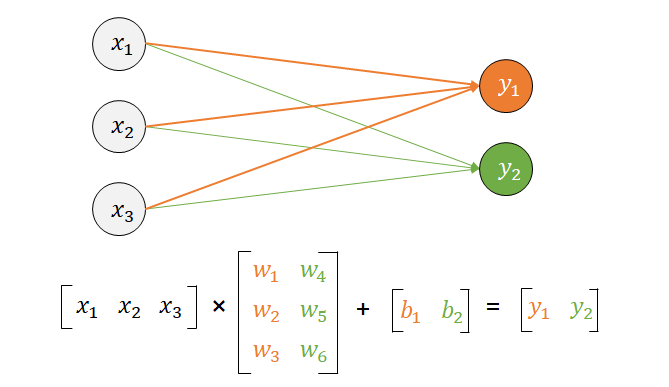 x₁
y₁
x₂
y₂
x₃
w₁ w₄
[x₁ x₂ x₃] × w₂ w₅ + [b₁ b₂] = [y₁ y₂]
w₃ w₆